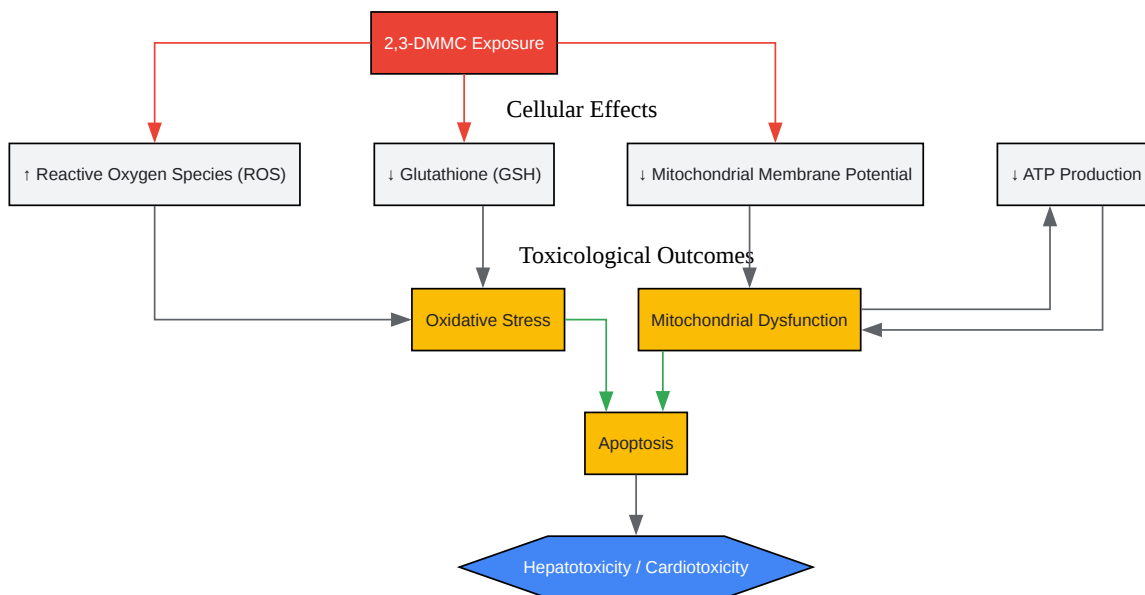 2,3-DMMC Exposure
Cellular Effects
↑ Reactive Oxygen Species (ROS)
↓ Glutathione (GSH)
↓ Mitochondrial Membrane Potential
↓ ATP Production
Toxicological Outcomes
Oxidative Stress
Mitochondrial Dysfunction
Apoptosis
Hepatotoxicity / Cardiotoxicity